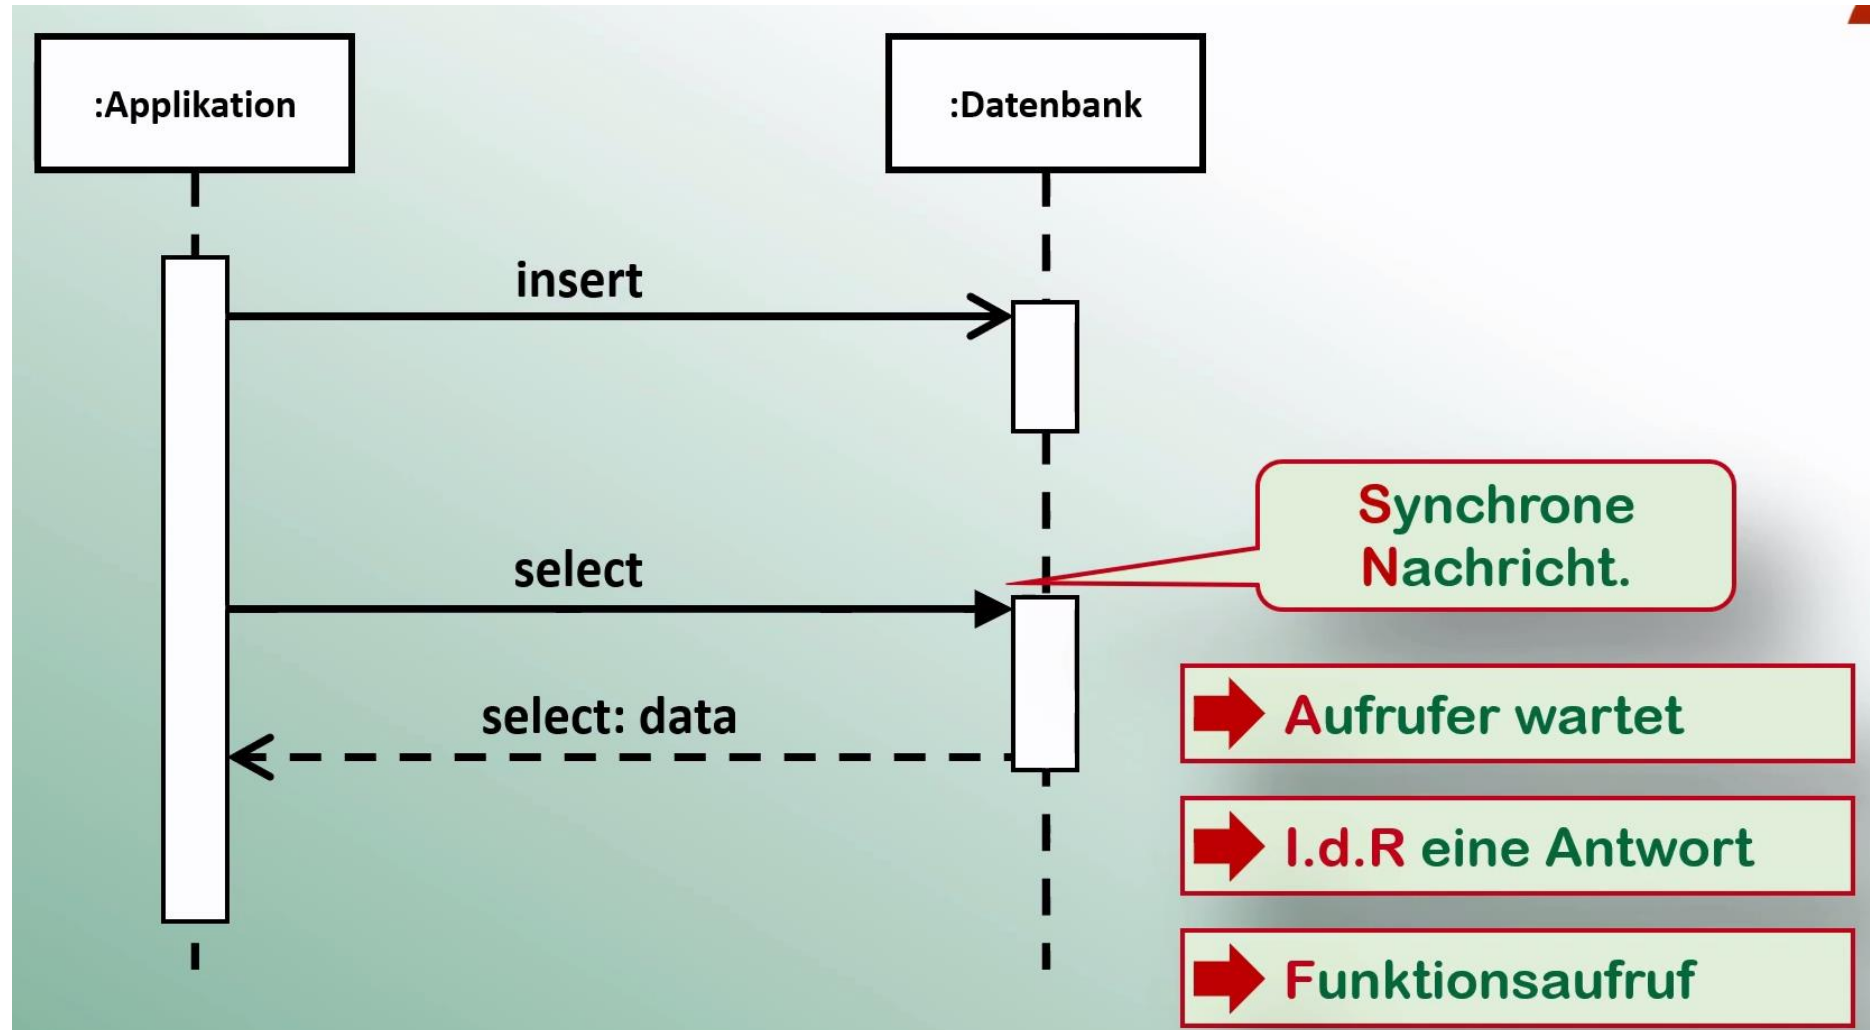 :Applikation
:Datenbank
insert
select
select: data
Synchrone
Nachricht.
Aufrufer wartet
I.d.R eine Antwort
Funktionsaufruf